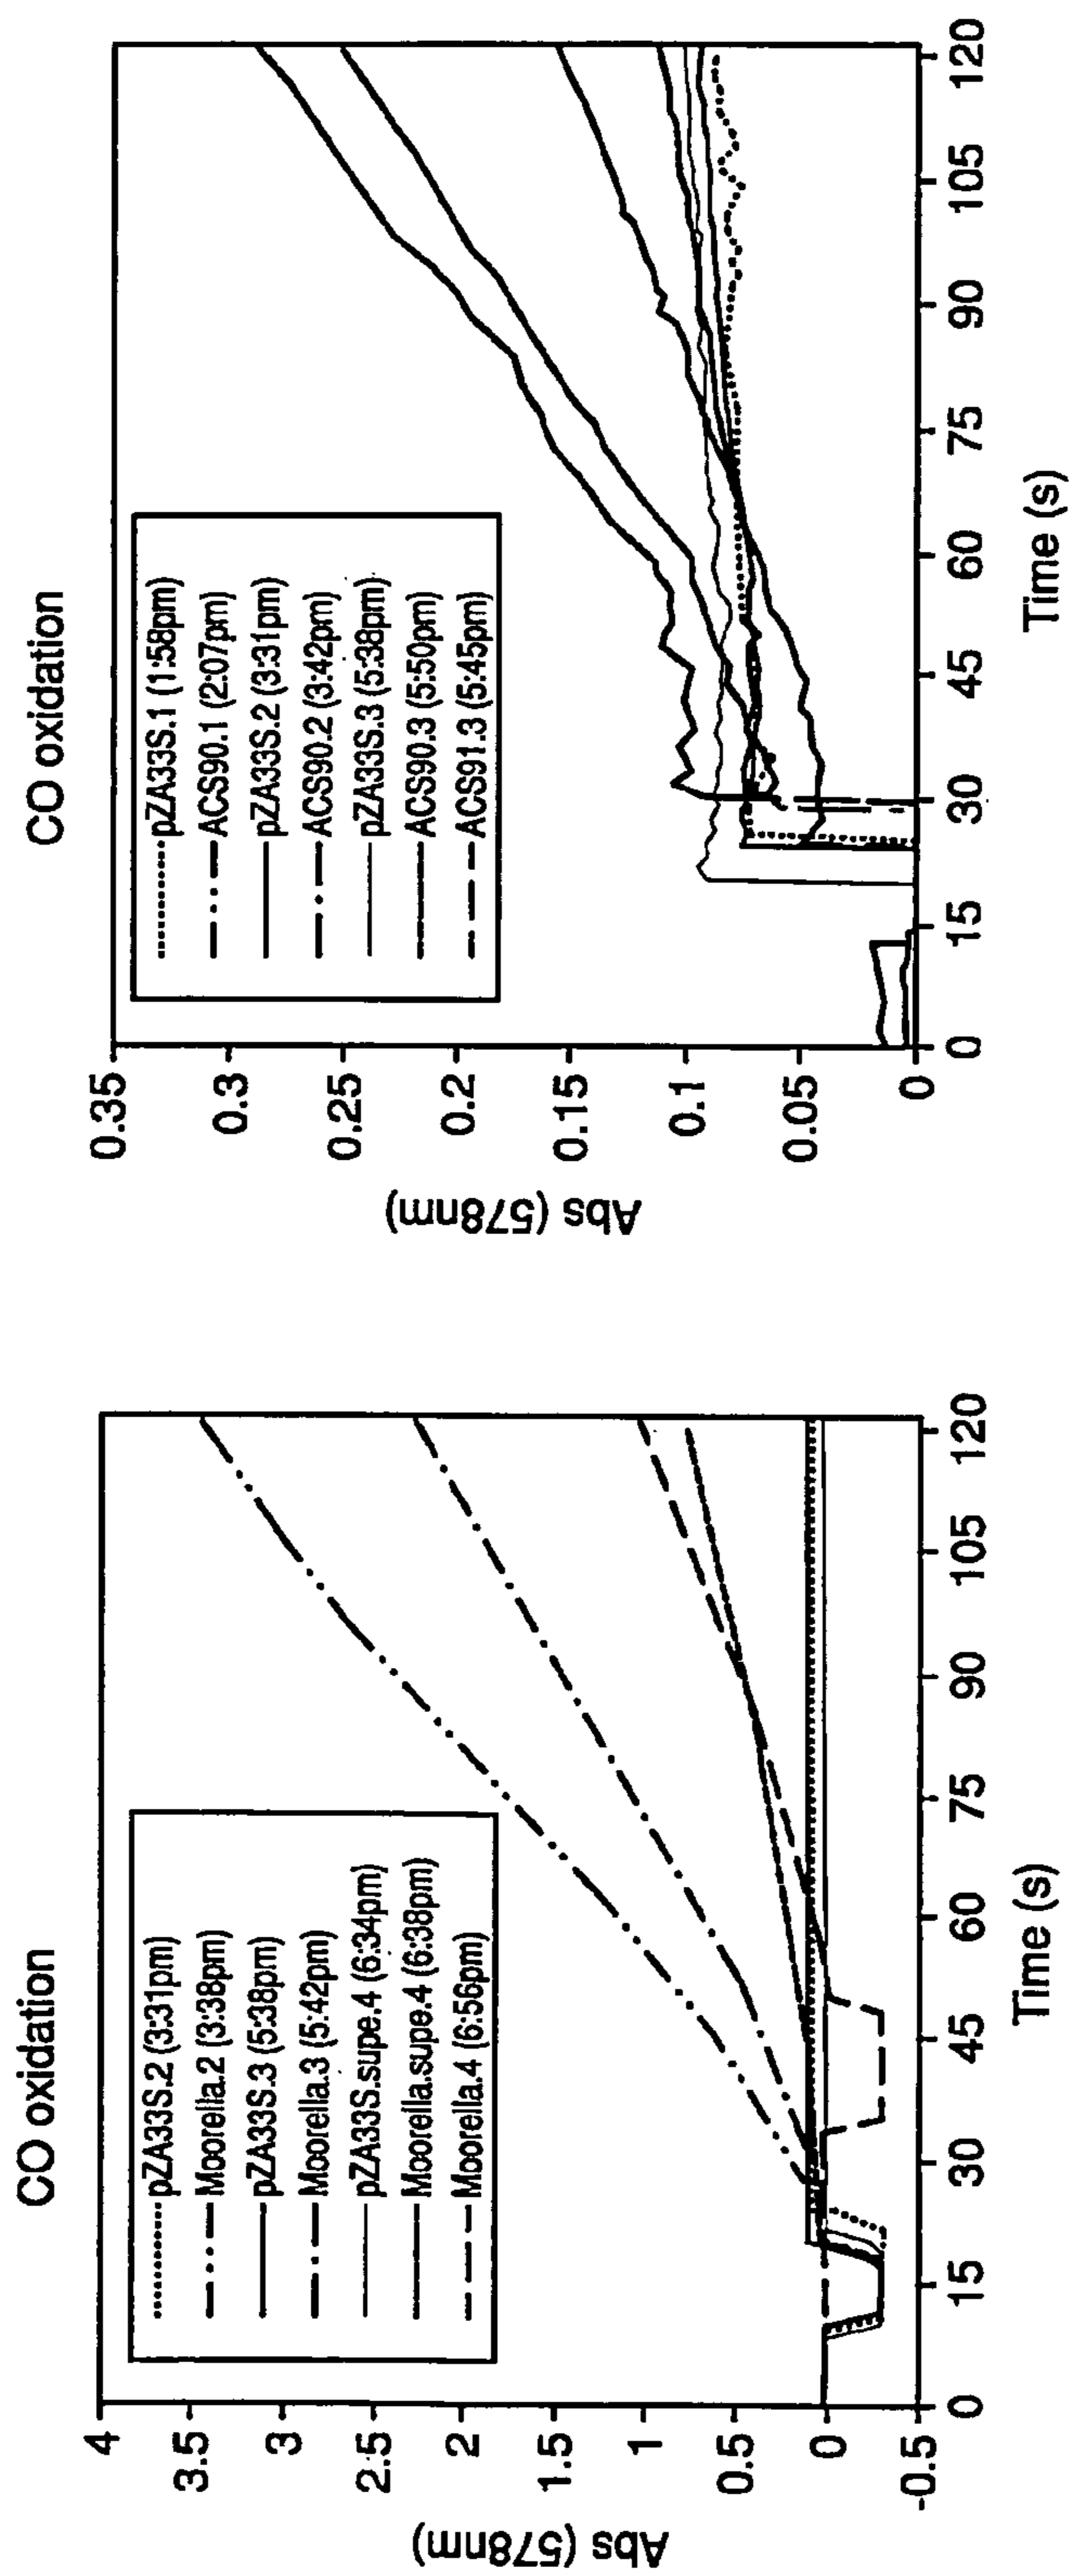 CO oxidation
Abs (578nm)
4
3.5
3
2.5
2
1.5
1
0.5
0
-0.5
pZA33S.2 (3:31pm)
Moorella.2 (3:38pm)
pZA33S.3 (5:38pm)
Moorella.3 (5:42pm)
pZA33S.supe.4 (6:34pm)
Moorella.supe.4 (6:38pm)
Moorella.4 (6:56pm)
0 15 30 45 60 75 90 105 120
Time (s)
CO oxidation
Abs (578nm)
0.35
0.3
0.25
0.2
0.15
0.1
0.05
0
pZA33S.1 (1:58pm)
ACS90.1 (2:07pm)
pZA33S.2 (3:31pm)
ACS90.2 (3:42pm)
pZA33S.3 (5:38pm)
ACS90.3 (5:50pm)
ACS91.3 (5:45pm)
0 15 30 45 60 75 90 105 120
Time (s)